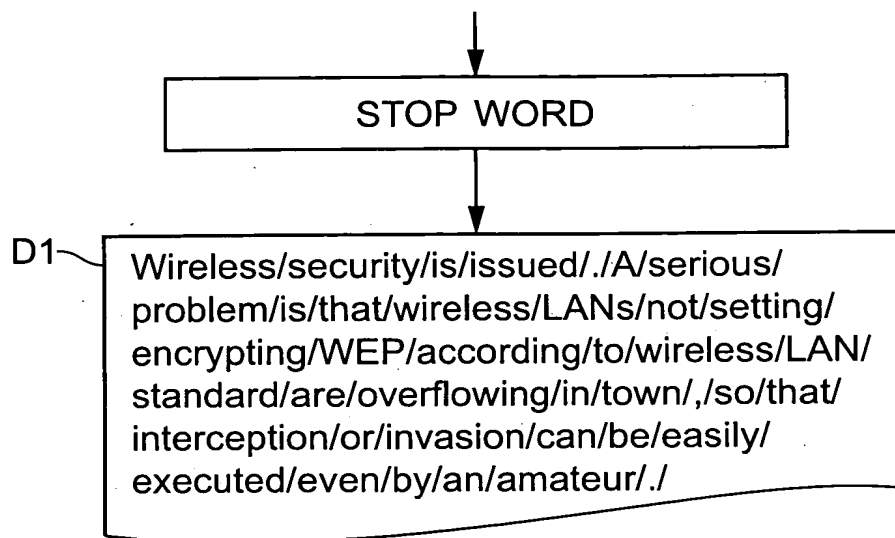 STOP WORD
D1
Wireless/security/is/issued/./A/serious/
problem/is/that/wireless/LANs/not/setting/
encrypting/WEP/according/to/wireless/LAN/
standard/are/overflowing/in/town/,/so/that/
interception/or/invasion/can/be/easily/
executed/even/by/an/amateur/./